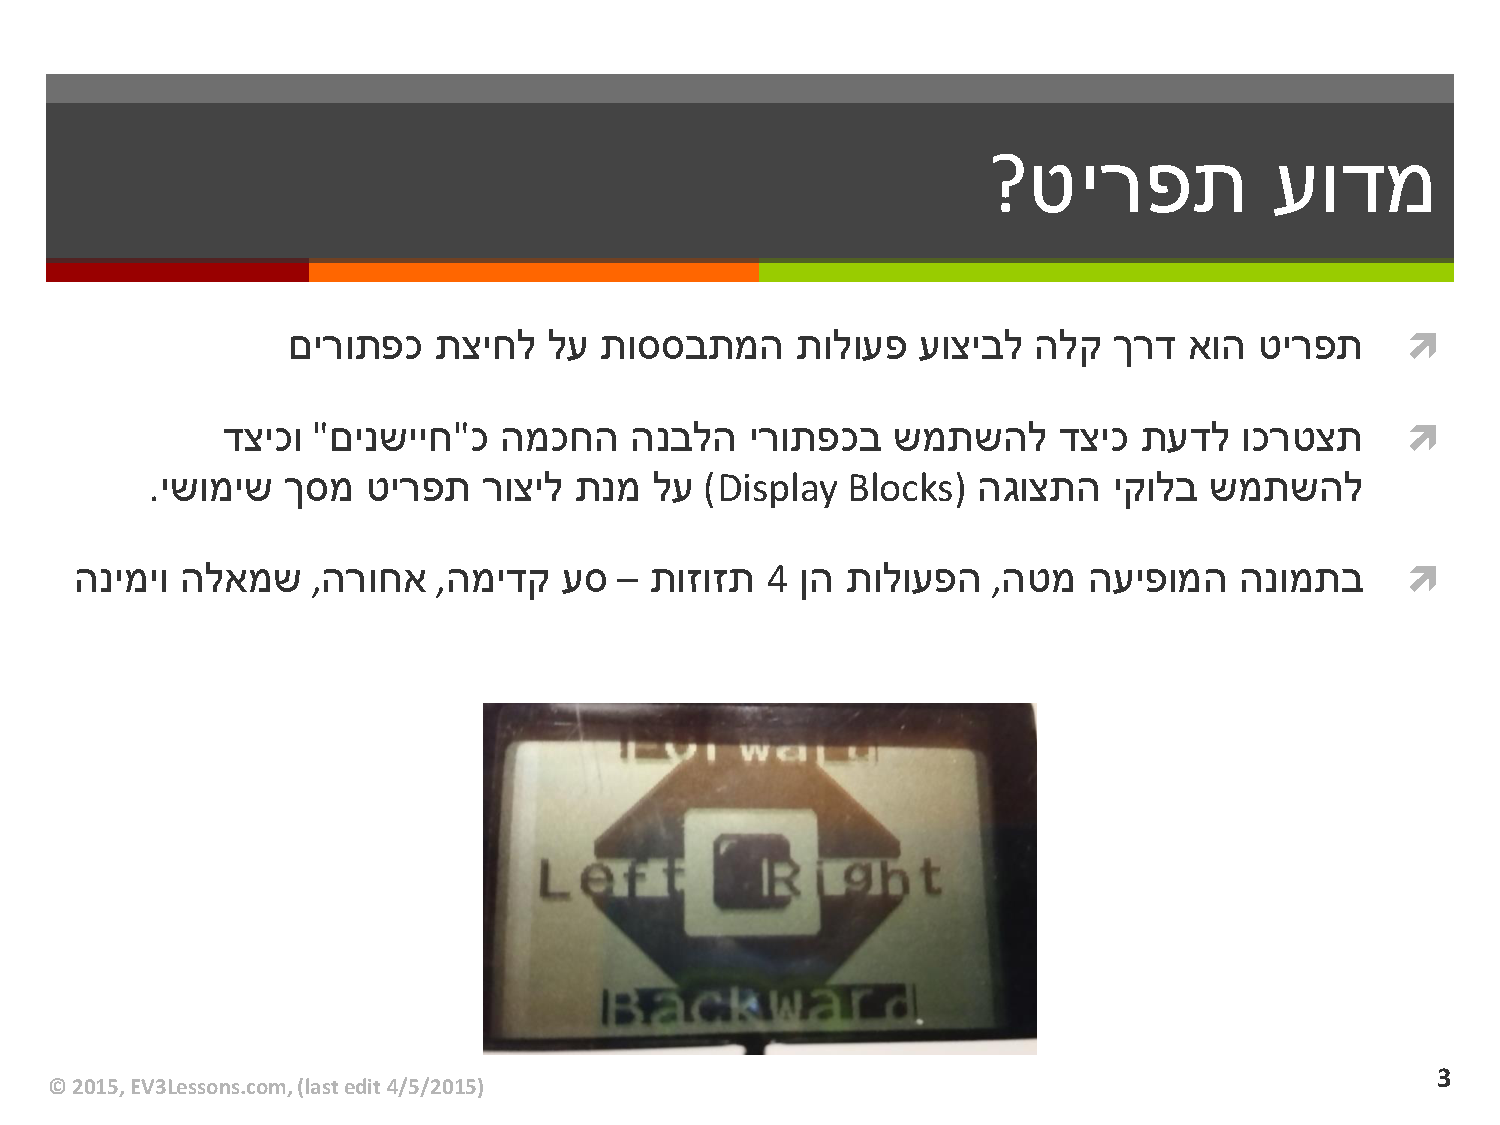 מדוע תפריט?
תפריט הוא דרך קלה לביצוע פעולות המתבססות על לחיצת כפתורים
תצטרכו לדעת כיצד להשתמש בכפתורי הלבנה החכמה כ"חיישנים" וכיצד
להשתמש בלוקי התצוגה (Display Blocks) על מנת ליצור תפריט מסך שימושי.
בתמונה המופיעה מטה, הפעולות הן 4 תזוזות – סע קדימה, אחורה, שמאלה וימינה
Forward
Left Right
Backward
© 2015, EV3Lessons.com, (last edit 4/5/2015)
3